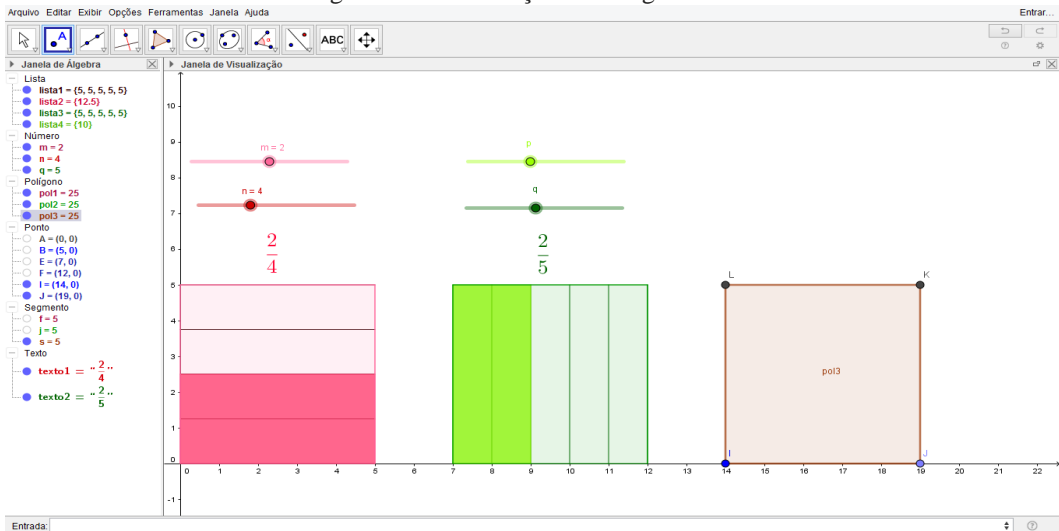 Arquivo Editar Exibir Opções Ferramentas Janela Ajuda Entrar...
A ABC
Janela de Álgebra Janela de Visualização
Lista
lista1 = {5, 5, 5, 5, 5}
lista2 = {12.5}
lista3 = {5, 5, 5, 5, 5}
lista4 = {10}
Número
m = 2
n = 4
q = 5
Polígono
pol1 = 25
pol2 = 25
pol3 = 25
Ponto
A = (0, 0)
B = (5, 0)
E = (7, 0)
F = (12, 0)
I = (14, 0)
J = (19, 0)
Segmento
f = 5
j = 5
s = 5
Texto
texto1 = "2/4"
texto2 = "2/5"
m = 2 p
n = 4 q
2/4 2/5
L K
pol3
I J
10
9
8
7
6
5
4
3
2
1
0
-1
0 1 2 3 4 5 6 7 8 9 10 11 12 13 14 15 16 17 18 19 20 21 22
Entrada: